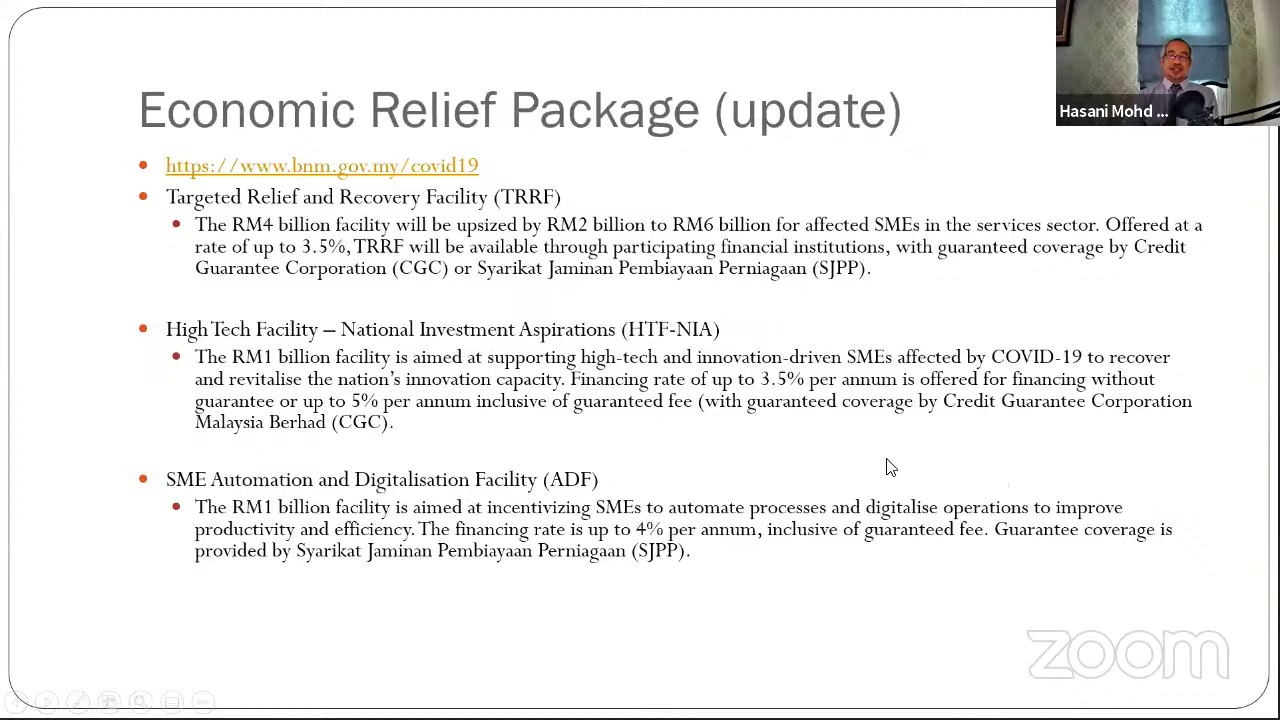 Economic Relief Package (update)
Hasani Mohd ...
https://www.bnm.gov.my/covid19
Targeted Relief and Recovery Facility (TRRF)
The RM4 billion facility will be upsized by RM2 billion to RM6 billion for affected SMEs in the services sector. Offered at a
rate of up to 3.5%, TRRF will be available through participating financial institutions, with guaranteed coverage by Credit
Guarantee Corporation (CGC) or Syarikat Jaminan Pembiayaan Perniagaan (SJPP).
High Tech Facility – National Investment Aspirations (HTF-NIA)
The RM1 billion facility is aimed at supporting high-tech and innovation-driven SMEs affected by COVID-19 to recover
and revitalise the nation's innovation capacity. Financing rate of up to 3.5% per annum is offered for financing without
guarantee or up to 5% per annum inclusive of guaranteed fee (with guaranteed coverage by Credit Guarantee Corporation
Malaysia Berhad (CGC).
SME Automation and Digitalisation Facility (ADF)
The RM1 billion facility is aimed at incentivizing SMEs to automate processes and digitalise operations to improve
productivity and efficiency. The financing rate is up to 4% per annum, inclusive of guaranteed fee. Guarantee coverage is
provided by Syarikat Jaminan Pembiayaan Perniagaan (SJPP).
zoom